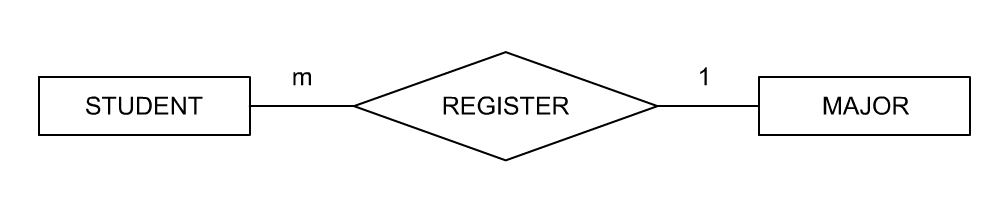 m
1
STUDENT
REGISTER
MAJOR